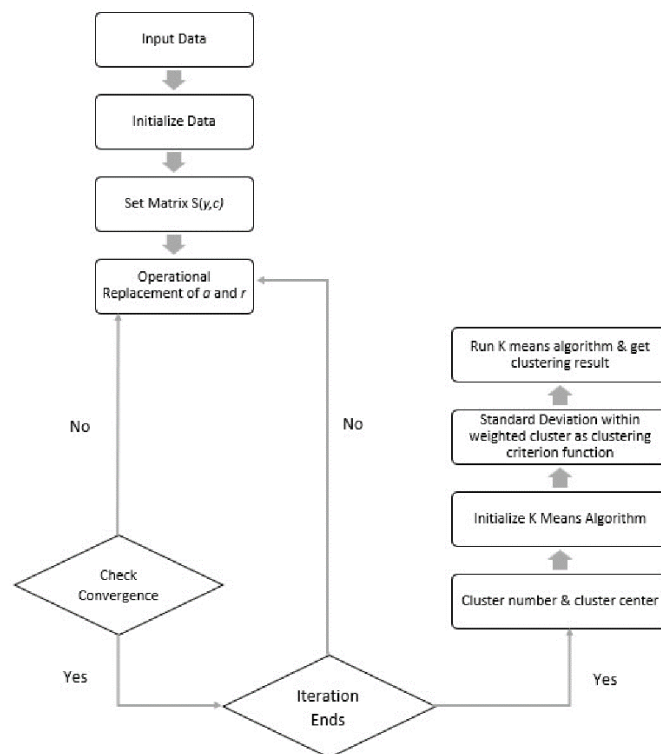 Input Data
Initialize Data
Set Matrix S(y,c)
Operational
Replacement of a and r
No
No
Check
Convergence
Yes
Iteration
Ends
Yes
Cluster number & cluster center
Initialize K Means Algorithm
Standard Deviation within
weighted cluster as clustering
criterion function
Run K means algorithm & get
clustering result